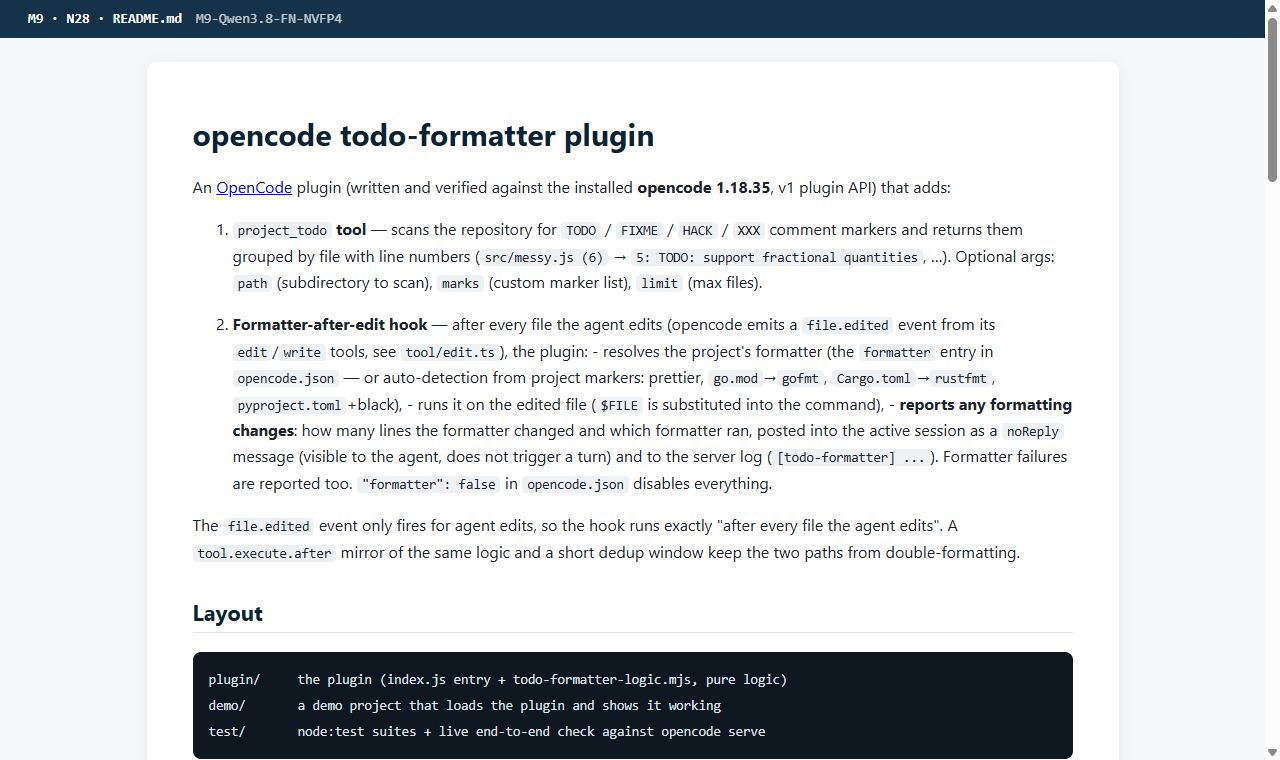 M9 • N28 • README.md M9-Qwen3.8-FN-NVFP4
opencode todo-formatter plugin
An OpenCode plugin (written and verified against the installed opencode 1.18.35, v1 plugin API) that adds:
1. project_todo tool — scans the repository for TODO / FIXME / HACK / XXX comment markers and returns them
grouped by file with line numbers ( src/messy.js (6) → 5: TODO: support fractional quantities , …). Optional args:
path (subdirectory to scan), marks (custom marker list), limit (max files).
2. Formatter-after-edit hook — after every file the agent edits (opencode emits a file.edited event from its
edit / write tools, see tool/edit.ts ), the plugin: - resolves the project's formatter (the formatter entry in
opencode.json — or auto-detection from project markers: prettier, go.mod → gofmt , Cargo.toml → rustfmt ,
pyproject.toml +black), - runs it on the edited file ( $FILE is substituted into the command), - reports any formatting
changes: how many lines the formatter changed and which formatter ran, posted into the active session as a noReply
message (visible to the agent, does not trigger a turn) and to the server log ( [todo-formatter] ... ). Formatter failures
are reported too. "formatter": false in opencode.json disables everything.
The file.edited event only fires for agent edits, so the hook runs exactly "after every file the agent edits". A
tool.execute.after mirror of the same logic and a short dedup window keep the two paths from double-formatting.
Layout
plugin/ the plugin (index.js entry + todo-formatter-logic.mjs, pure logic)
demo/ a demo project that loads the plugin and shows it working
test/ node:test suites + live end-to-end check against opencode serve